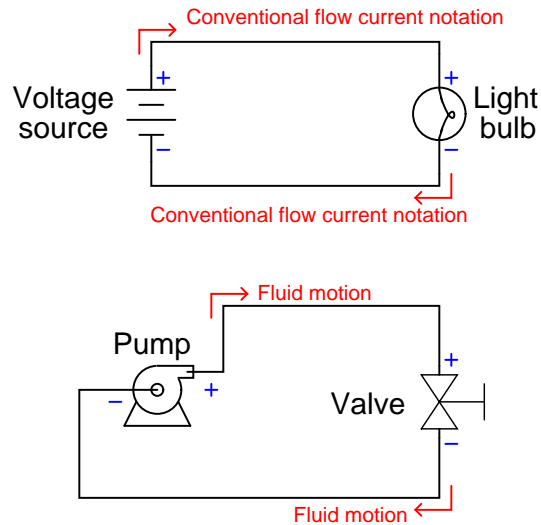 Conventional flow current notation
+ +
Voltage
source
Light
bulb
– –
Conventional flow current notation
Fluid motion
Pump
+
– +
Valve
–
Fluid motion